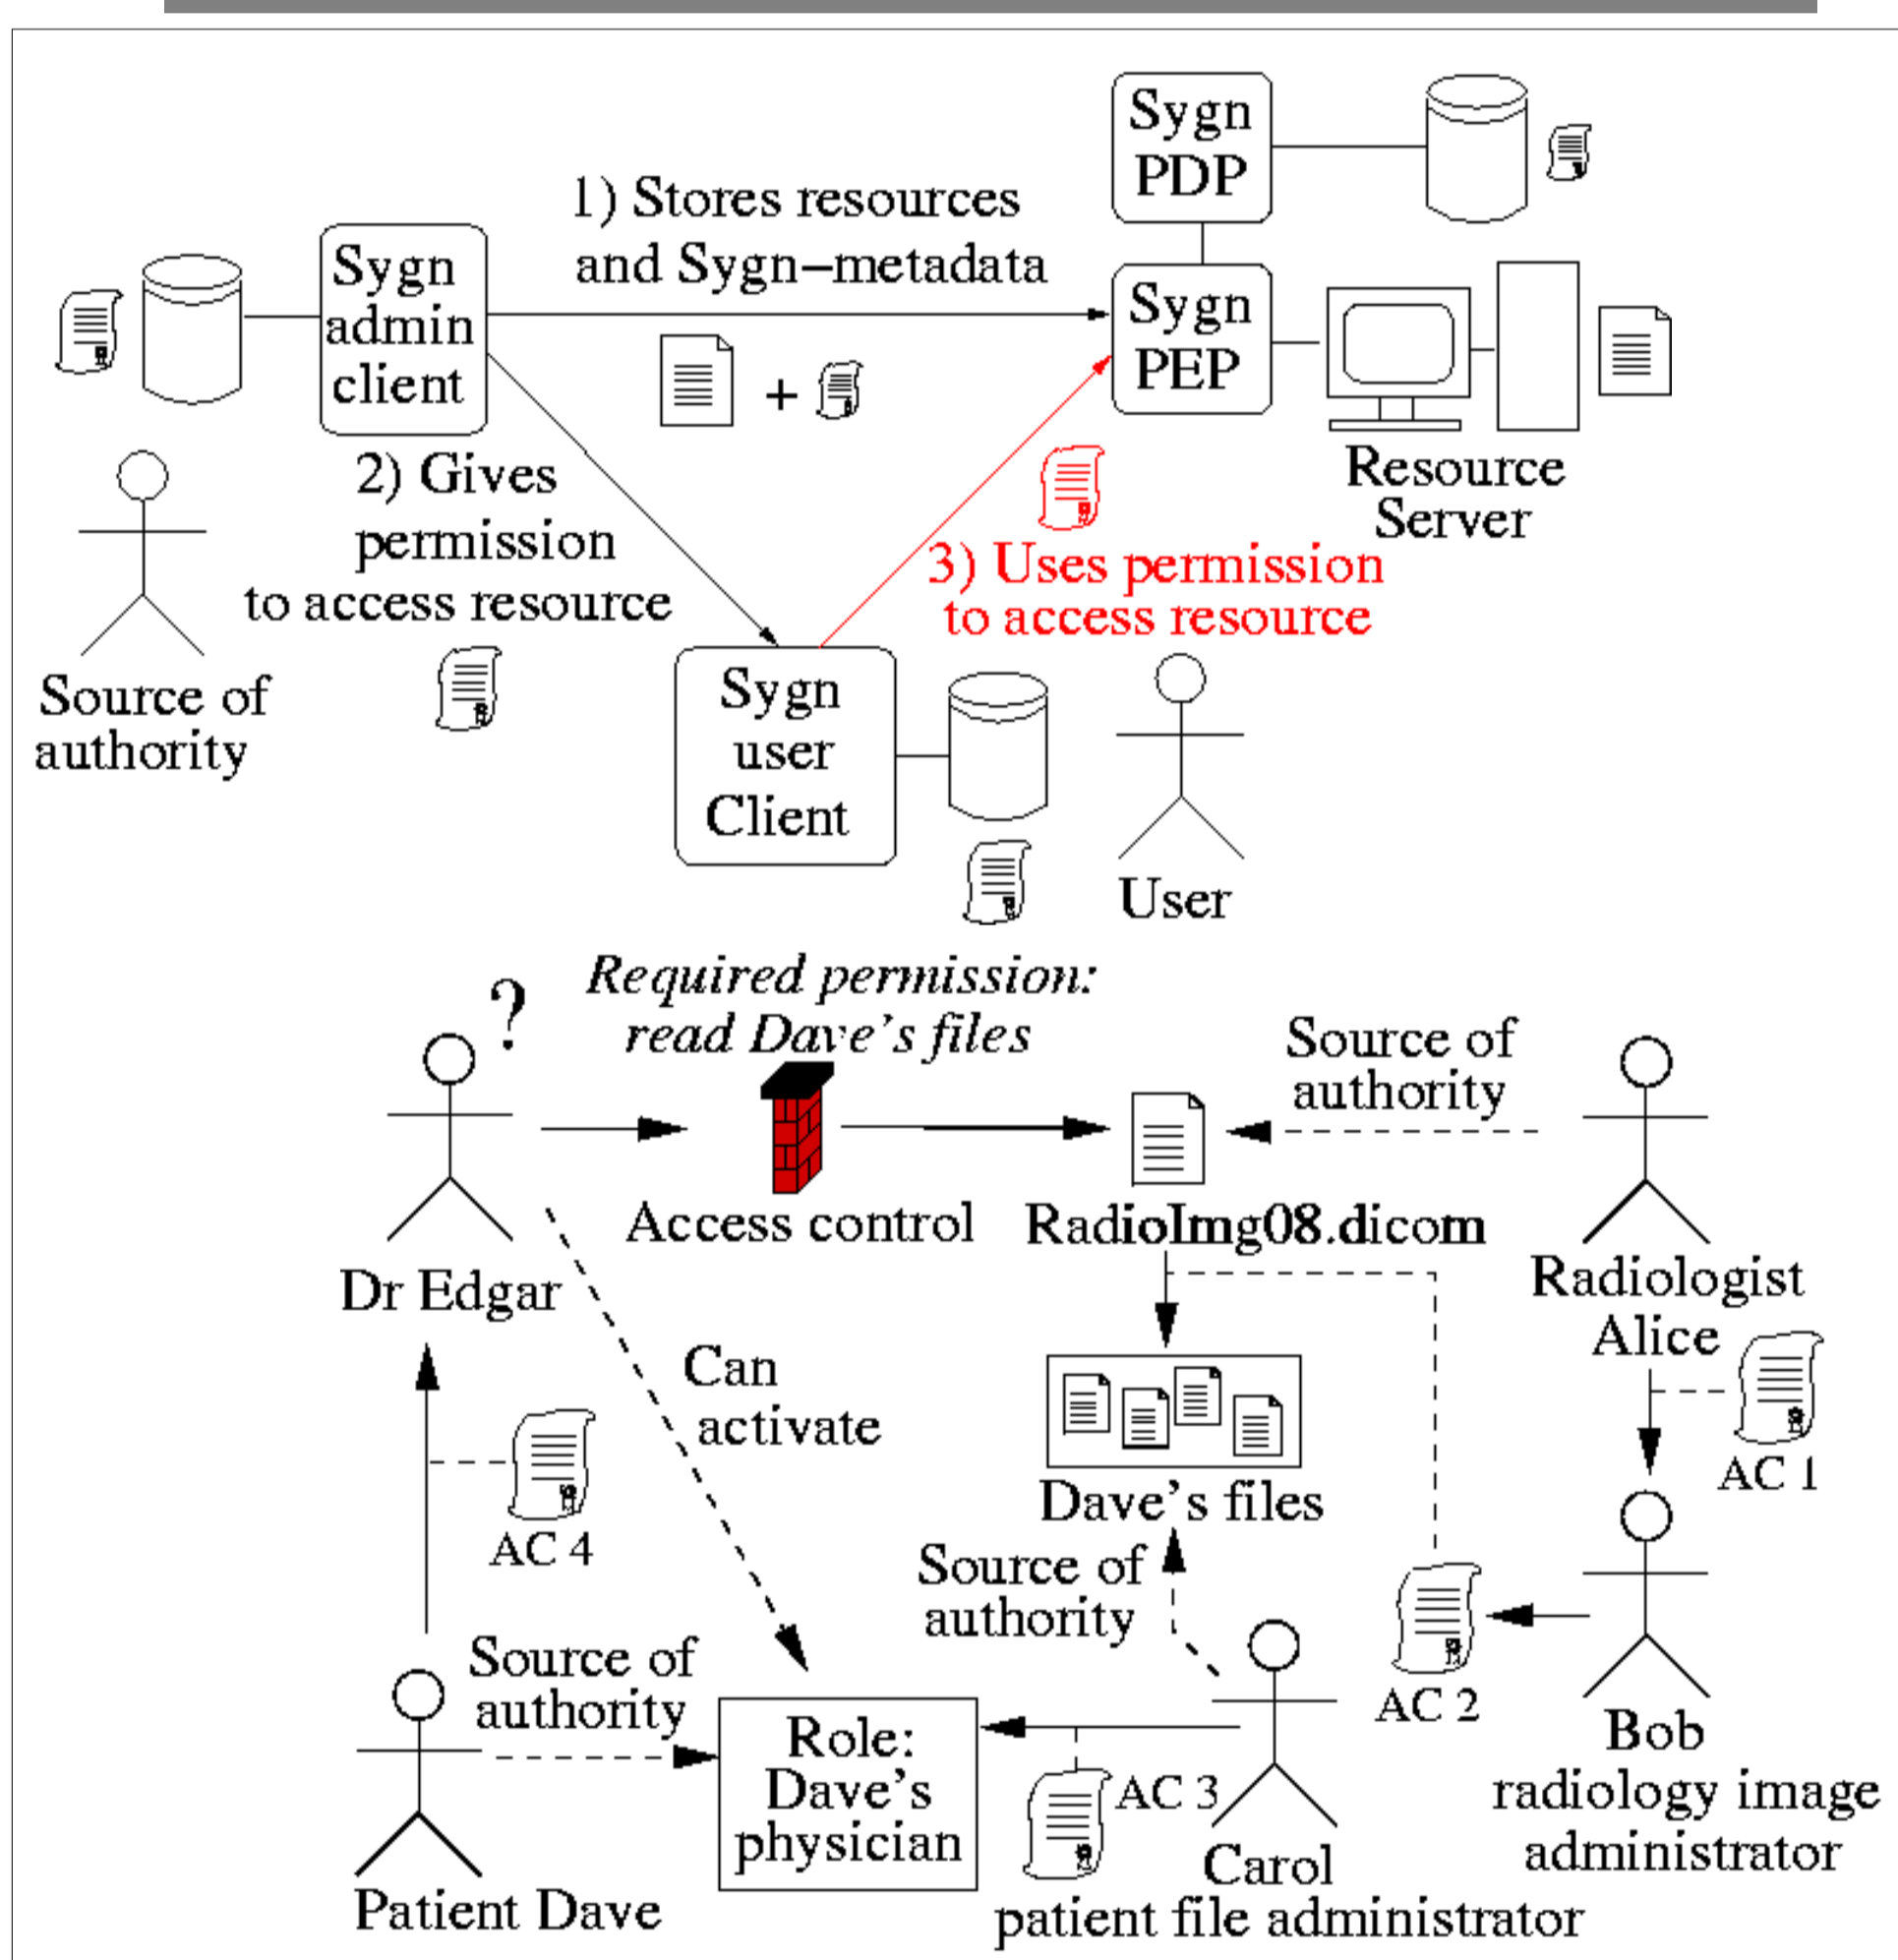 Sygn
PDP
1) Stores resources
and Sygn–metadata
Sygn
admin
client
Sygn
PEP
+
Resource
Server
2) Gives
permission
to access resource
3) Uses permission
to access resource
Source of
authority
Sygn
user
Client
User
Required permission:
read Dave's files
?
Source of
authority
Access control
RadioImg08.dicom
Dr Edgar
Radiologist
Alice
Can
activate
AC 1
Dave's files
AC 4
Source of
authority
Source of
authority
AC 2
Role:
Dave's
physician
AC 3
Bob
radiology image
administrator
Carol
patient file administrator
Patient Dave